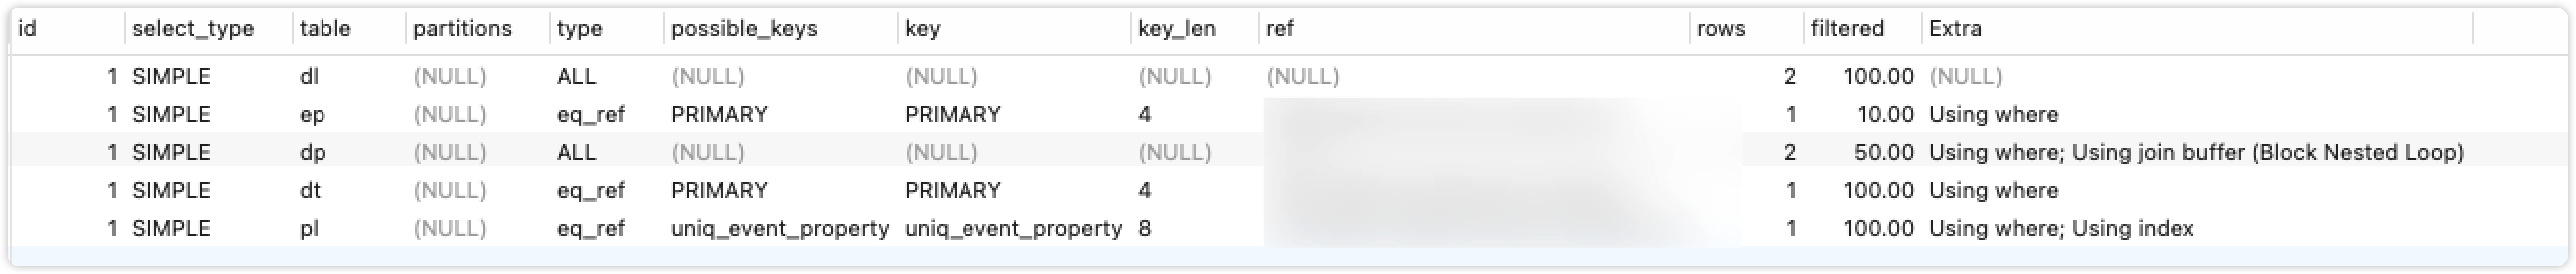 id select_type table partitions type possible_keys key key_len ref rows filtered Extra
1 SIMPLE dl (NULL) ALL (NULL) (NULL) (NULL) (NULL) 2 100.00 (NULL)
1 SIMPLE ep (NULL) eq_ref PRIMARY PRIMARY 4 1 10.00 Using where
1 SIMPLE dp (NULL) ALL (NULL) (NULL) (NULL) 2 50.00 Using where; Using join buffer (Block Nested Loop)
1 SIMPLE dt (NULL) eq_ref PRIMARY PRIMARY 4 1 100.00 Using where
1 SIMPLE pl (NULL) eq_ref uniq_event_property uniq_event_property 8 1 100.00 Using where; Using index